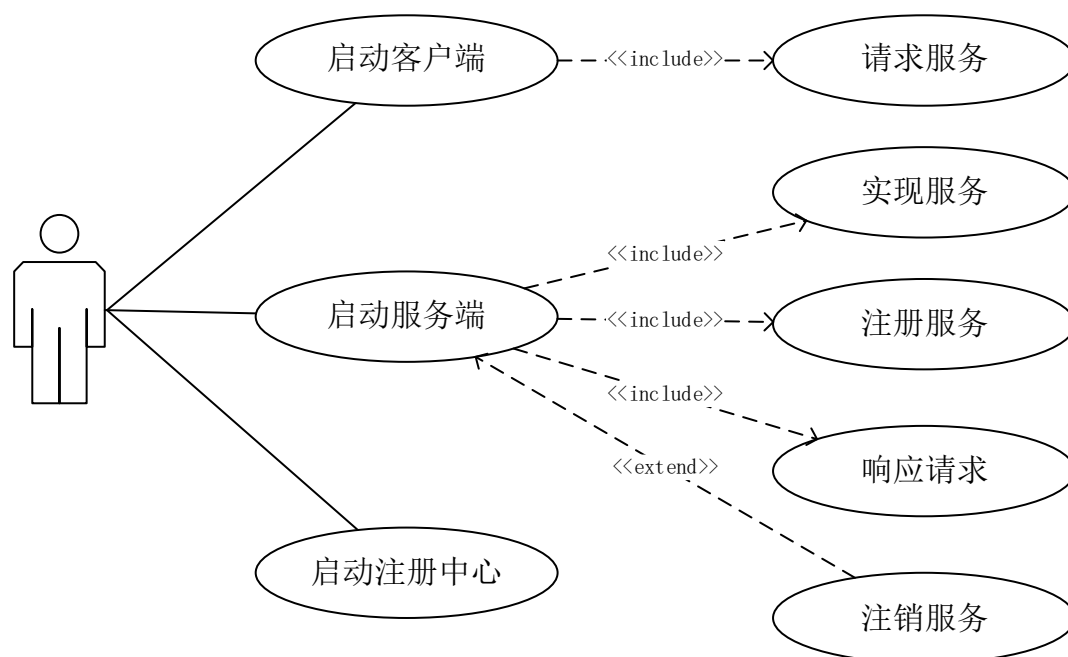 启动客户端
<<include>>
请求服务
实现服务
<<include>>
启动服务端
<<include>>
注册服务
<<include>>
响应请求
<<extend>>
启动注册中心
注销服务